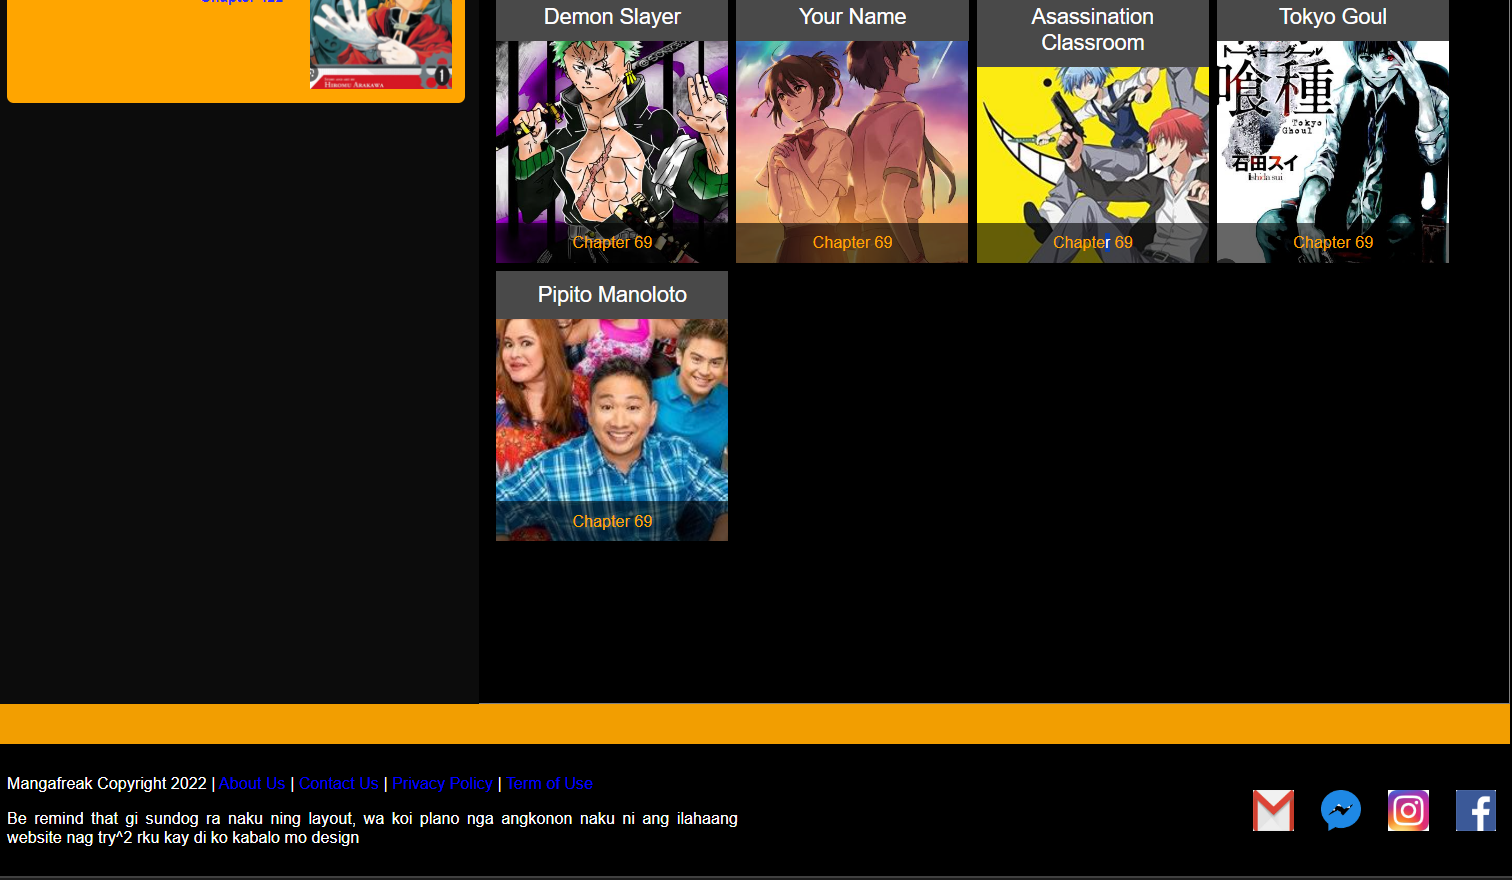 Chapter 422
HIROMU ARAKAWA
1
Demon Slayer
Your Name
Asassination
Classroom
Tokyo Goul
トーキョーグール
喰種
Tokyo
Ghoul
石田スイ
ishida sui
Chapter 69
Chapter 69
Chapter 69
Chapter 69
Pipito Manoloto
Chapter 69
Mangafreak Copyright 2022 | About Us | Contact Us | Privacy Policy | Term of Use
Be remind that gi sundog ra naku ning layout, wa koi plano nga angkonon naku ni ang ilahaang
website nag try^2 rku kay di ko kabalo mo design